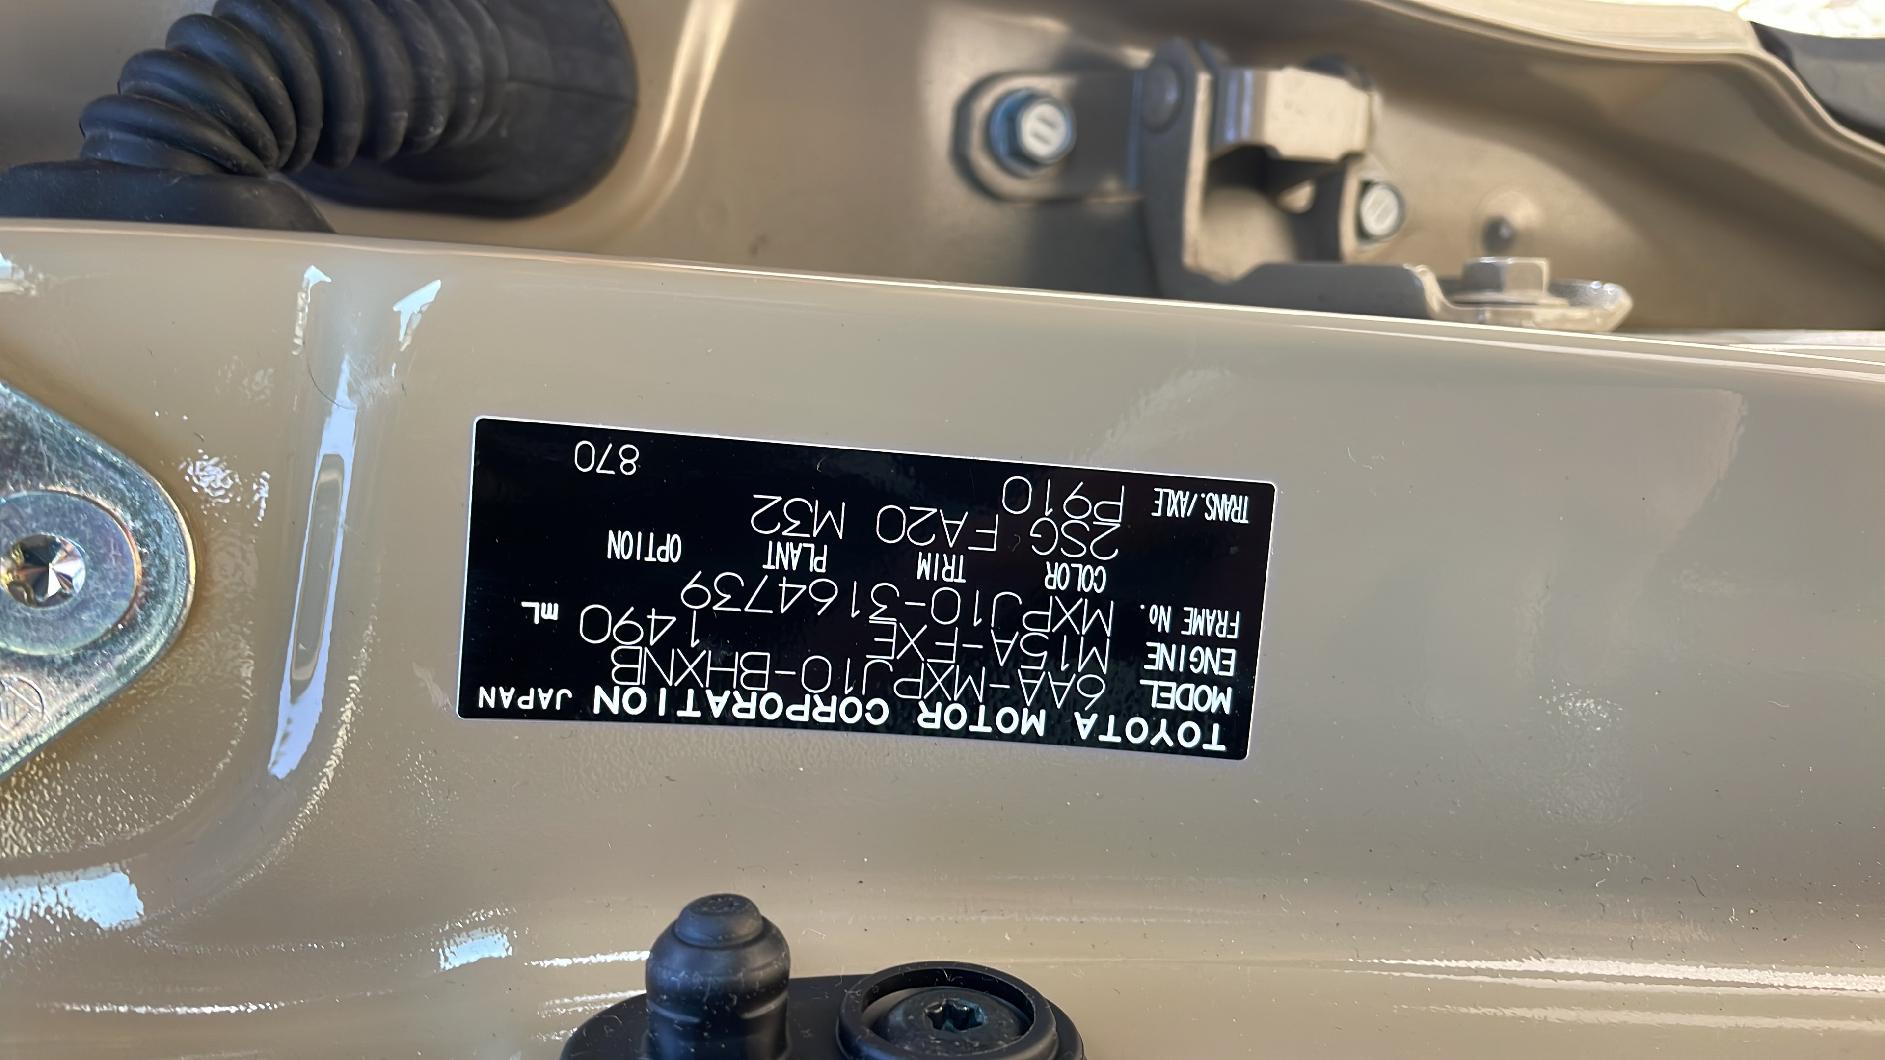 TOYOTA MOTOR CORPORATION JAPAN
MODEL 6AA-MXPJ10-BHXNB
ENGINE M15A-FXE 1490 mL
FRAME No. MXPJ10-3164739
COLOR TRIM PLANT OPTION
2SG FA20 M32
TRANS./AXLE P910 870